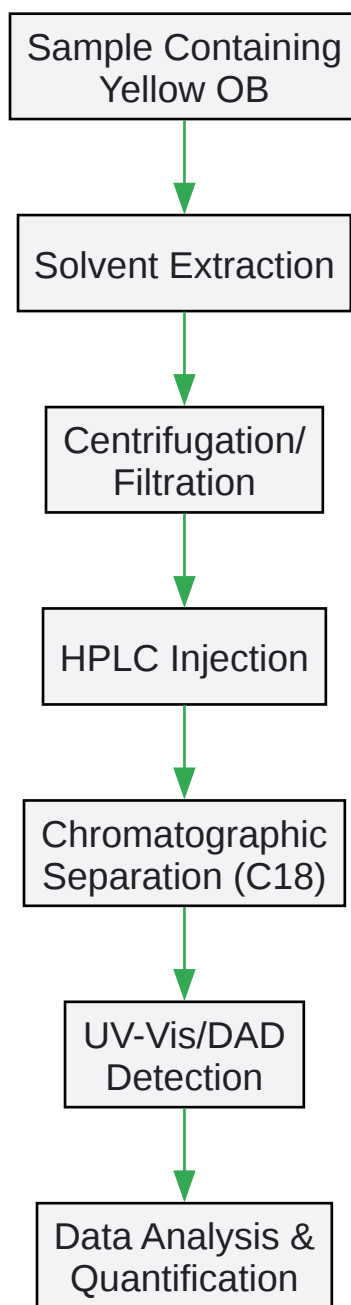 Sample Containing
Yellow OB
Solvent Extraction
Centrifugation/
Filtration
HPLC Injection
Chromatographic
Separation (C18)
UV-Vis/DAD
Detection
Data Analysis &
Quantification